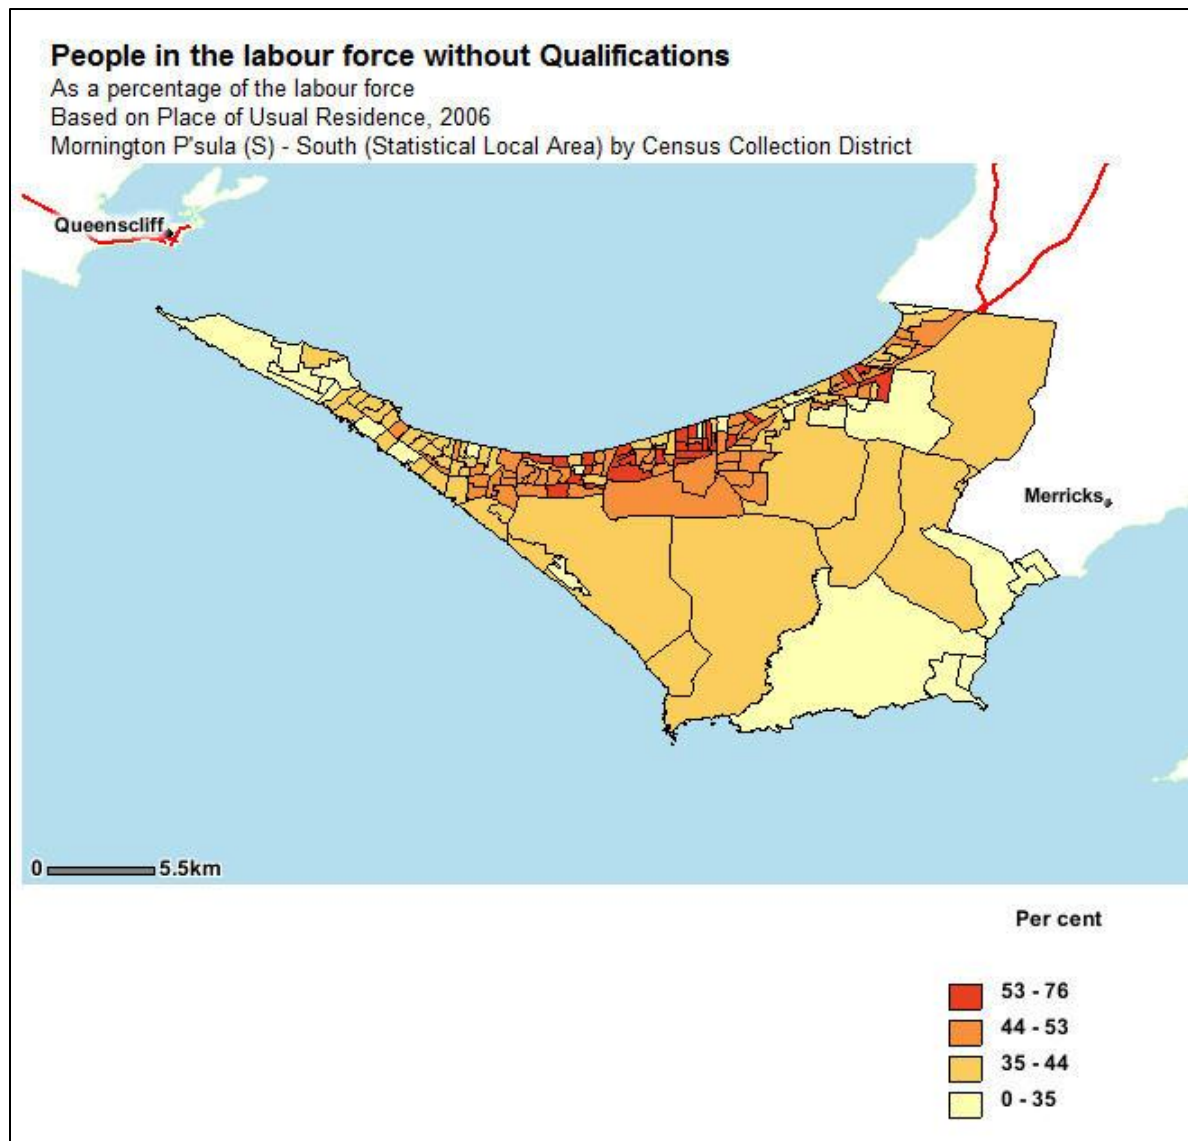 People in the labour force without Qualifications
As a percentage of the labour force
Based on Place of Usual Residence, 2006
Mornington P'sula (S) - South (Statistical Local Area) by Census Collection District
Queenscliff
Merricks
0 5.5km
Per cent
53 - 76
44 - 53
35 - 44
0 - 35